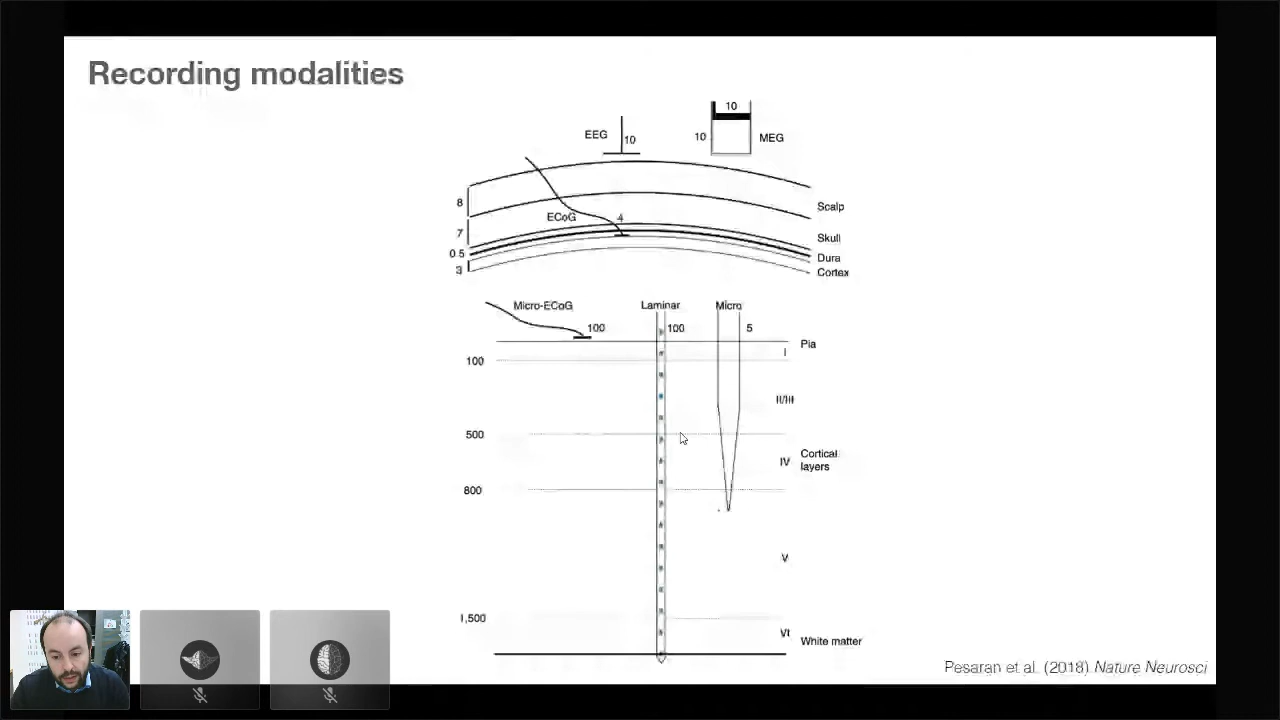 Recording modalities
10
EEG
10
10
MEG
8
Scalp
ECoG
4
7
Skull
0.5
Dura
3
Cortex
Micro-ECoG
Laminar
Micro
100
100
5
Pia
I
100
II/III
500
IV
Cortical
layers
800
V
1,500
VI
White matter
Pesaran et al. (2018) Nature Neurosci